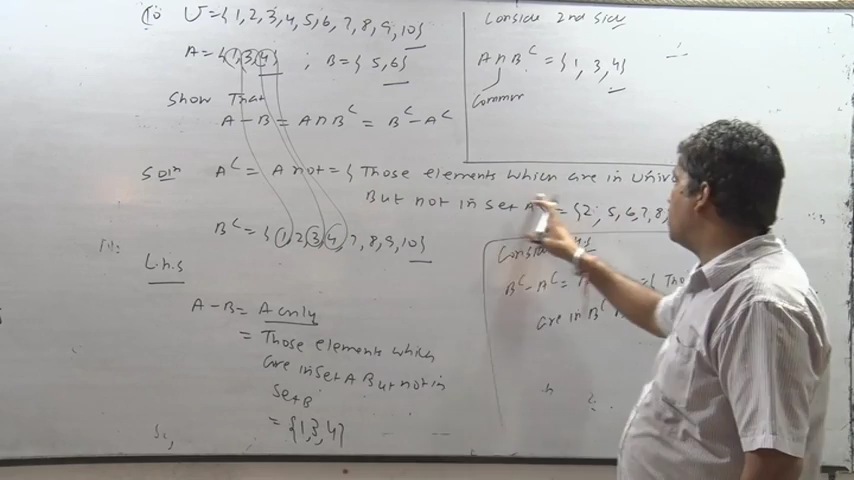 10 U = {1,2,3,4,5,6,7,8,9,10}
A = {1,3,4} ; B = {5,6}
Show That
A - B = A ∩ B^c = B^c - A^c
Soln A^c = A not = { Those elements which are in
But not in set A} = {2, 5, 6, 7, 8,
B^c = {1, 2, 3, 4, 7, 8, 9, 10}
L.h.s
A - B = A only
= Those elements which
are in set A But not in
set B
= {1,3,4}
Conside 2nd side
A ∩ B^c = {1, 3, 4}
Common
B^c - A^c =
are in B^c